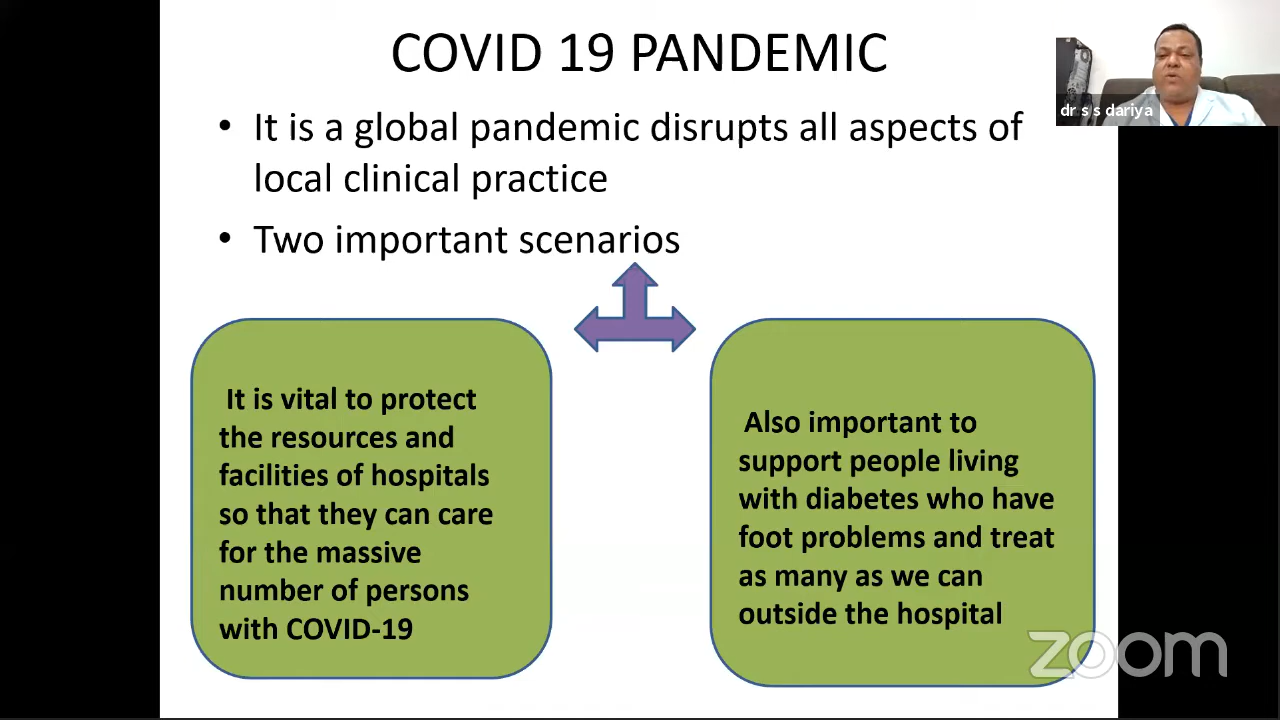 COVID 19 PANDEMIC
dr s s dariya
• It is a global pandemic disrupts all aspects of
local clinical practice
• Two important scenarios
It is vital to protect
the resources and
facilities of hospitals
so that they can care
for the massive
number of persons
with COVID-19
Also important to
support people living
with diabetes who have
foot problems and treat
as many as we can
outside the hospital
zoom